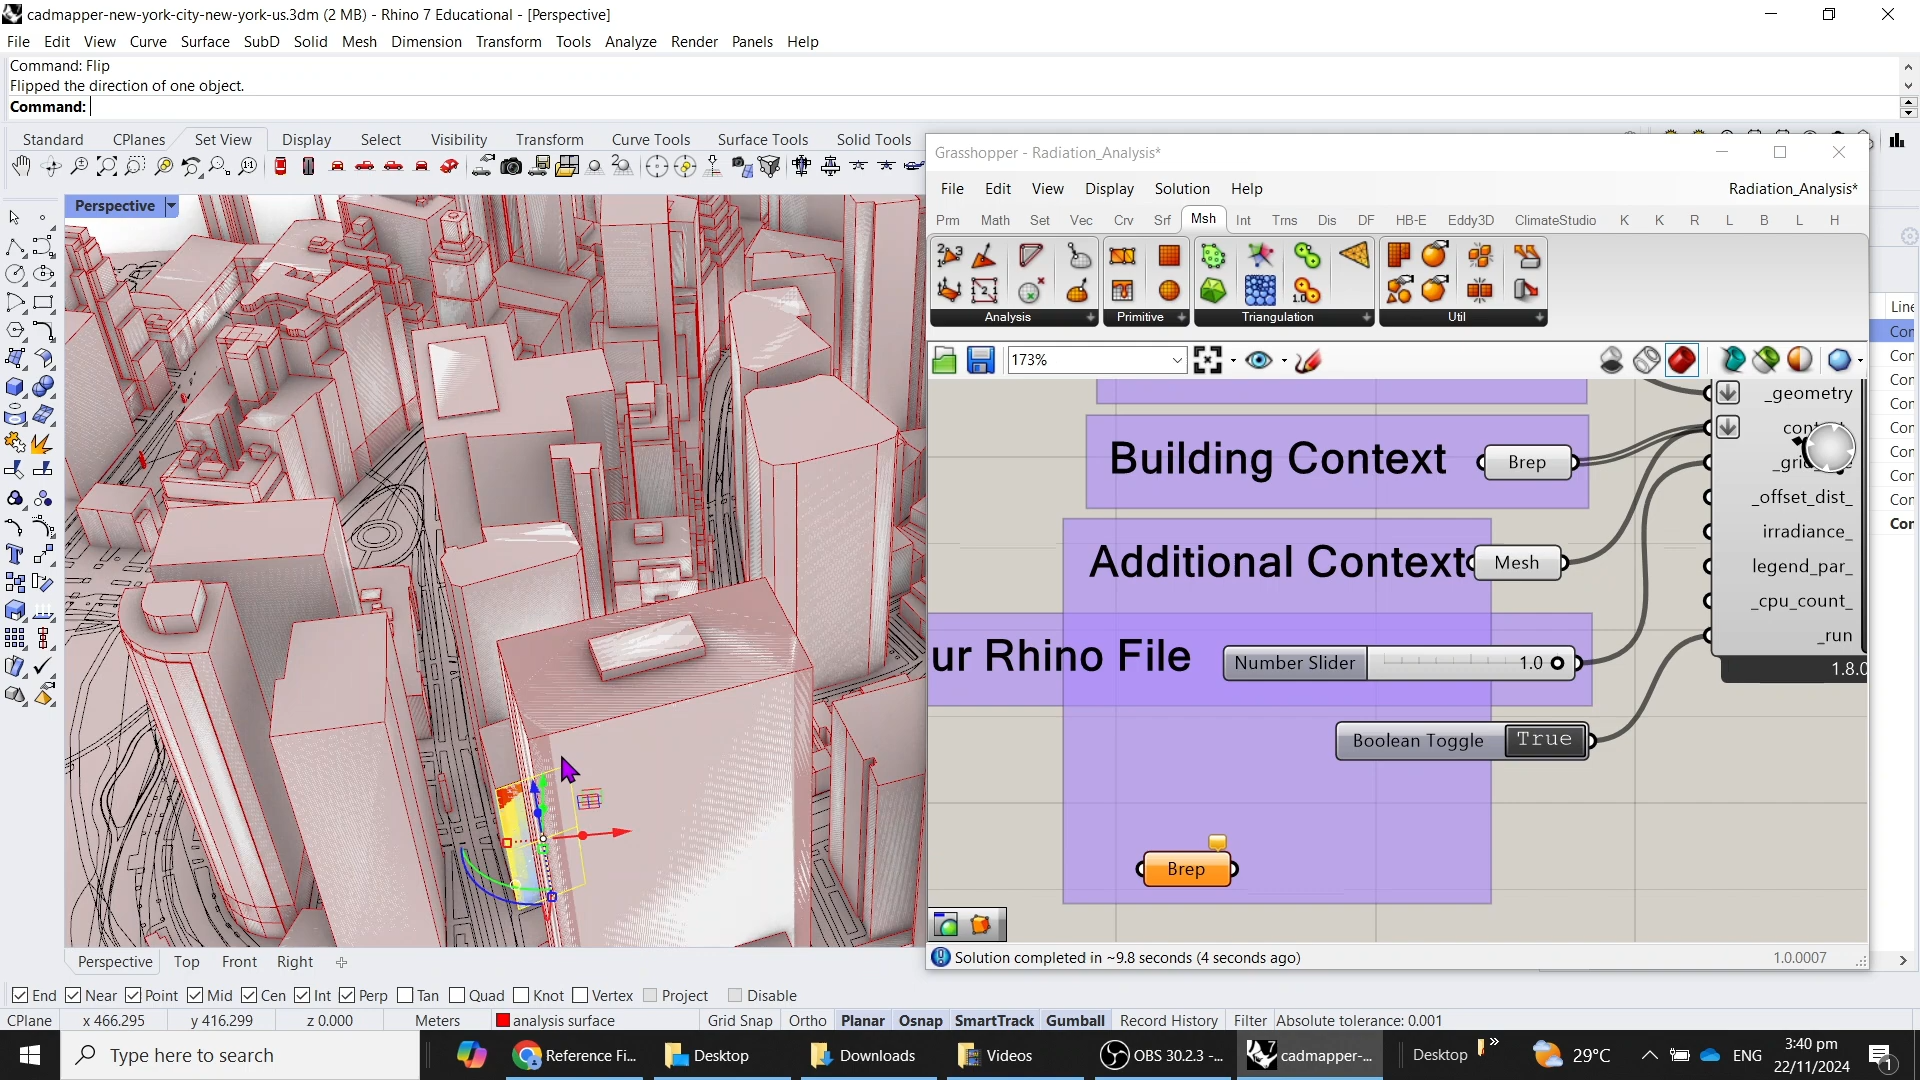 cadmapper-new-york-city-new-york-us.3dm (2 MB) - Rhino 7 Educational - [Perspective]
File Edit View Curve Surface SubD Solid Mesh Dimension Transform Tools Analyze Render Panels Help
Command: Flip
Flipped the direction of one object.
Command:
Standard CPlanes Set View Display Select Visibility Transform Curve Tools Surface Tools Solid Tools
Perspective
Grasshopper - Radiation_Analysis*
File Edit View Display Solution Help Radiation_Analysis*
Prm Math Set Vec Crv Srf Msh Int Trns Dis DF HB-E Eddy3D ClimateStudio K K R L B L H
Analysis Primitive Triangulation Util
173%
_geometry
Building Context Brep
_offset_dist_
Additional Context Mesh
irradiance_
legend_par_
_cpu_count_
_run
1.8.0
ur Rhino File Number Slider 1.0
Boolean Toggle True
Brep
Solution completed in ~9.8 seconds (4 seconds ago) 1.0.0007
Perspective Top Front Right
End Near Point Mid Cen Int Perp Tan Quad Knot Vertex Project Disable
CPlane x 466.295 y 416.299 z 0.000 Meters analysis surface Grid Snap Ortho Planar Osnap SmartTrack Gumball Record History Filter Absolute tolerance: 0.001
Type here to search Reference Fi... Desktop Downloads Videos OBS 30.2.3 -... cadmapper-... Desktop 29°C ENG 3:40 pm
22/11/2024
1